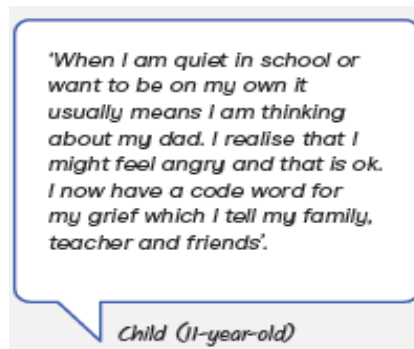 ‘When I am quiet in school or
want to be on my own it
usually means I am thinking
about my dad. I realise that I
might feel angry and that is ok.
I now have a code word for
my grief which I tell my family,
teacher and friends’.
Child (11-year-old)